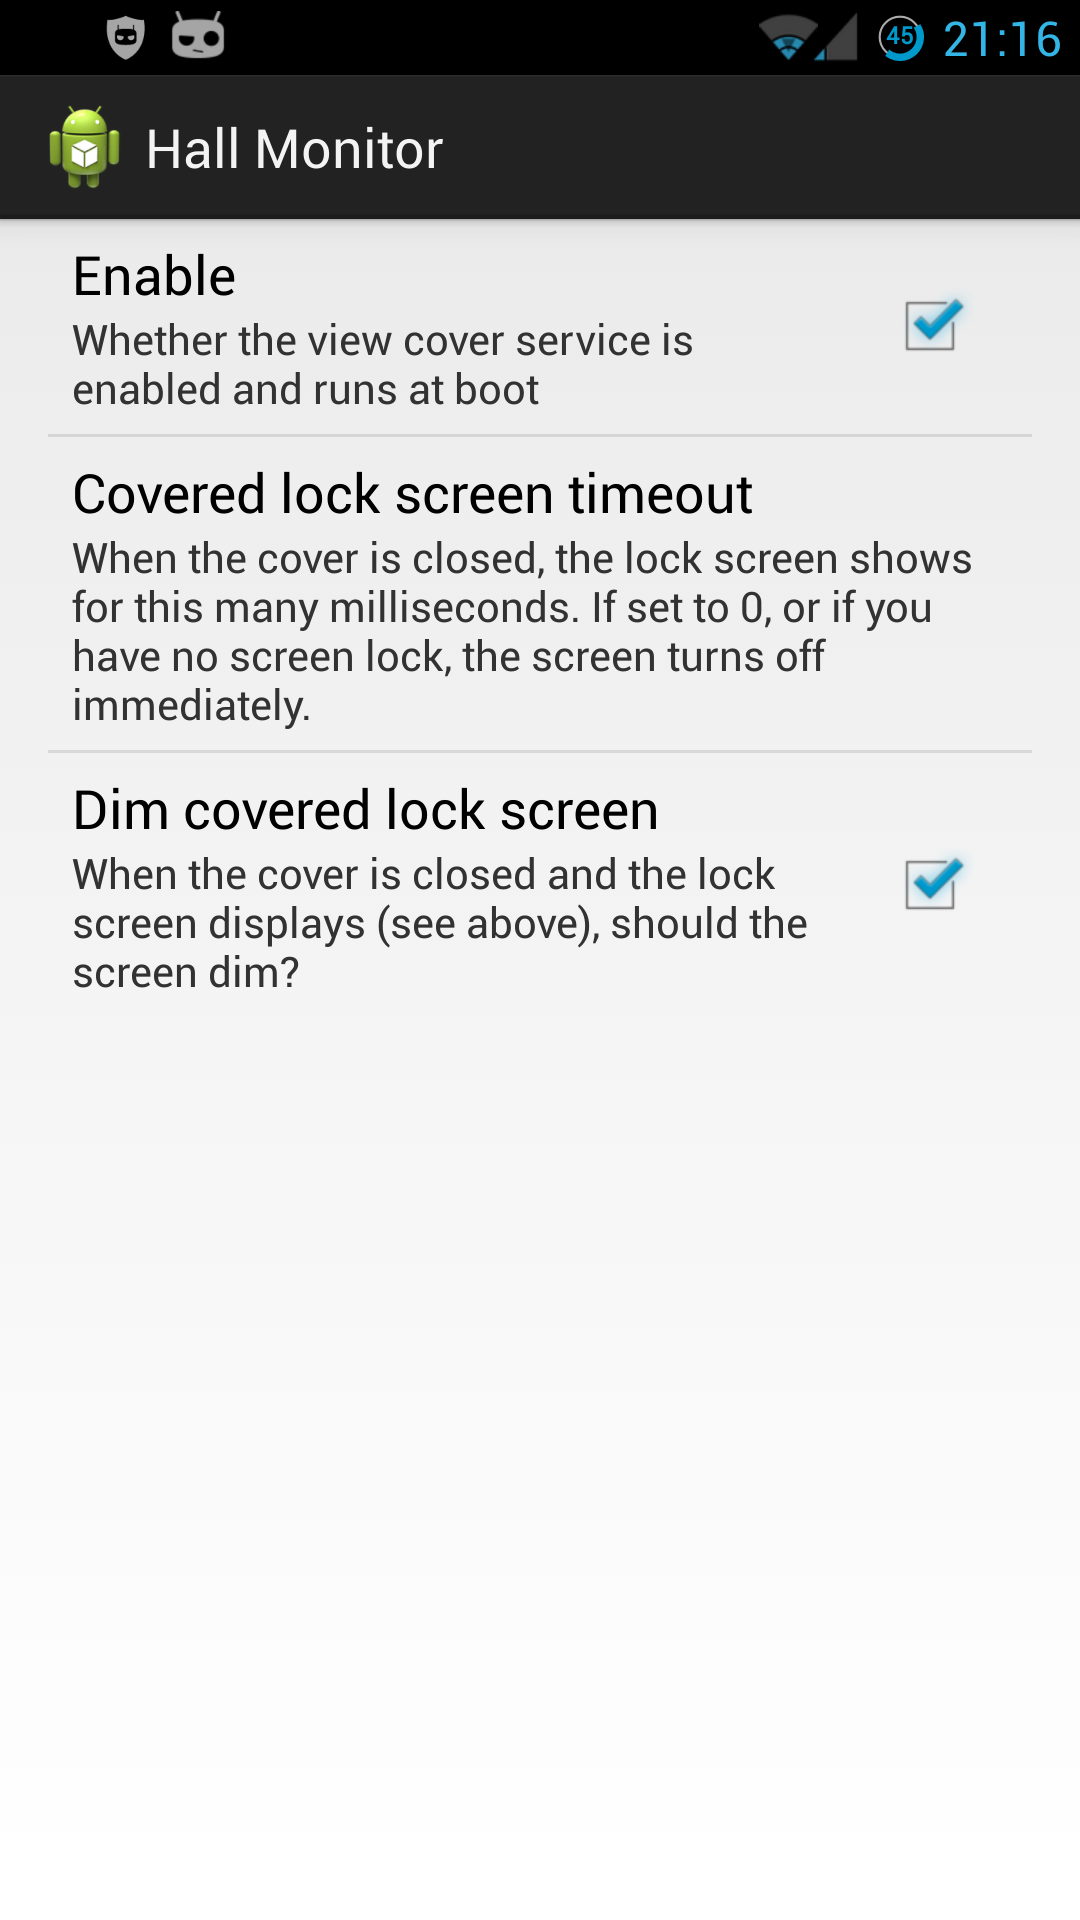 45 21:16
Hall Monitor
Enable
Whether the view cover service is
enabled and runs at boot
Covered lock screen timeout
When the cover is closed, the lock screen shows
for this many milliseconds. If set to 0, or if you
have no screen lock, the screen turns off
immediately.
Dim covered lock screen
When the cover is closed and the lock
screen displays (see above), should the
screen dim?